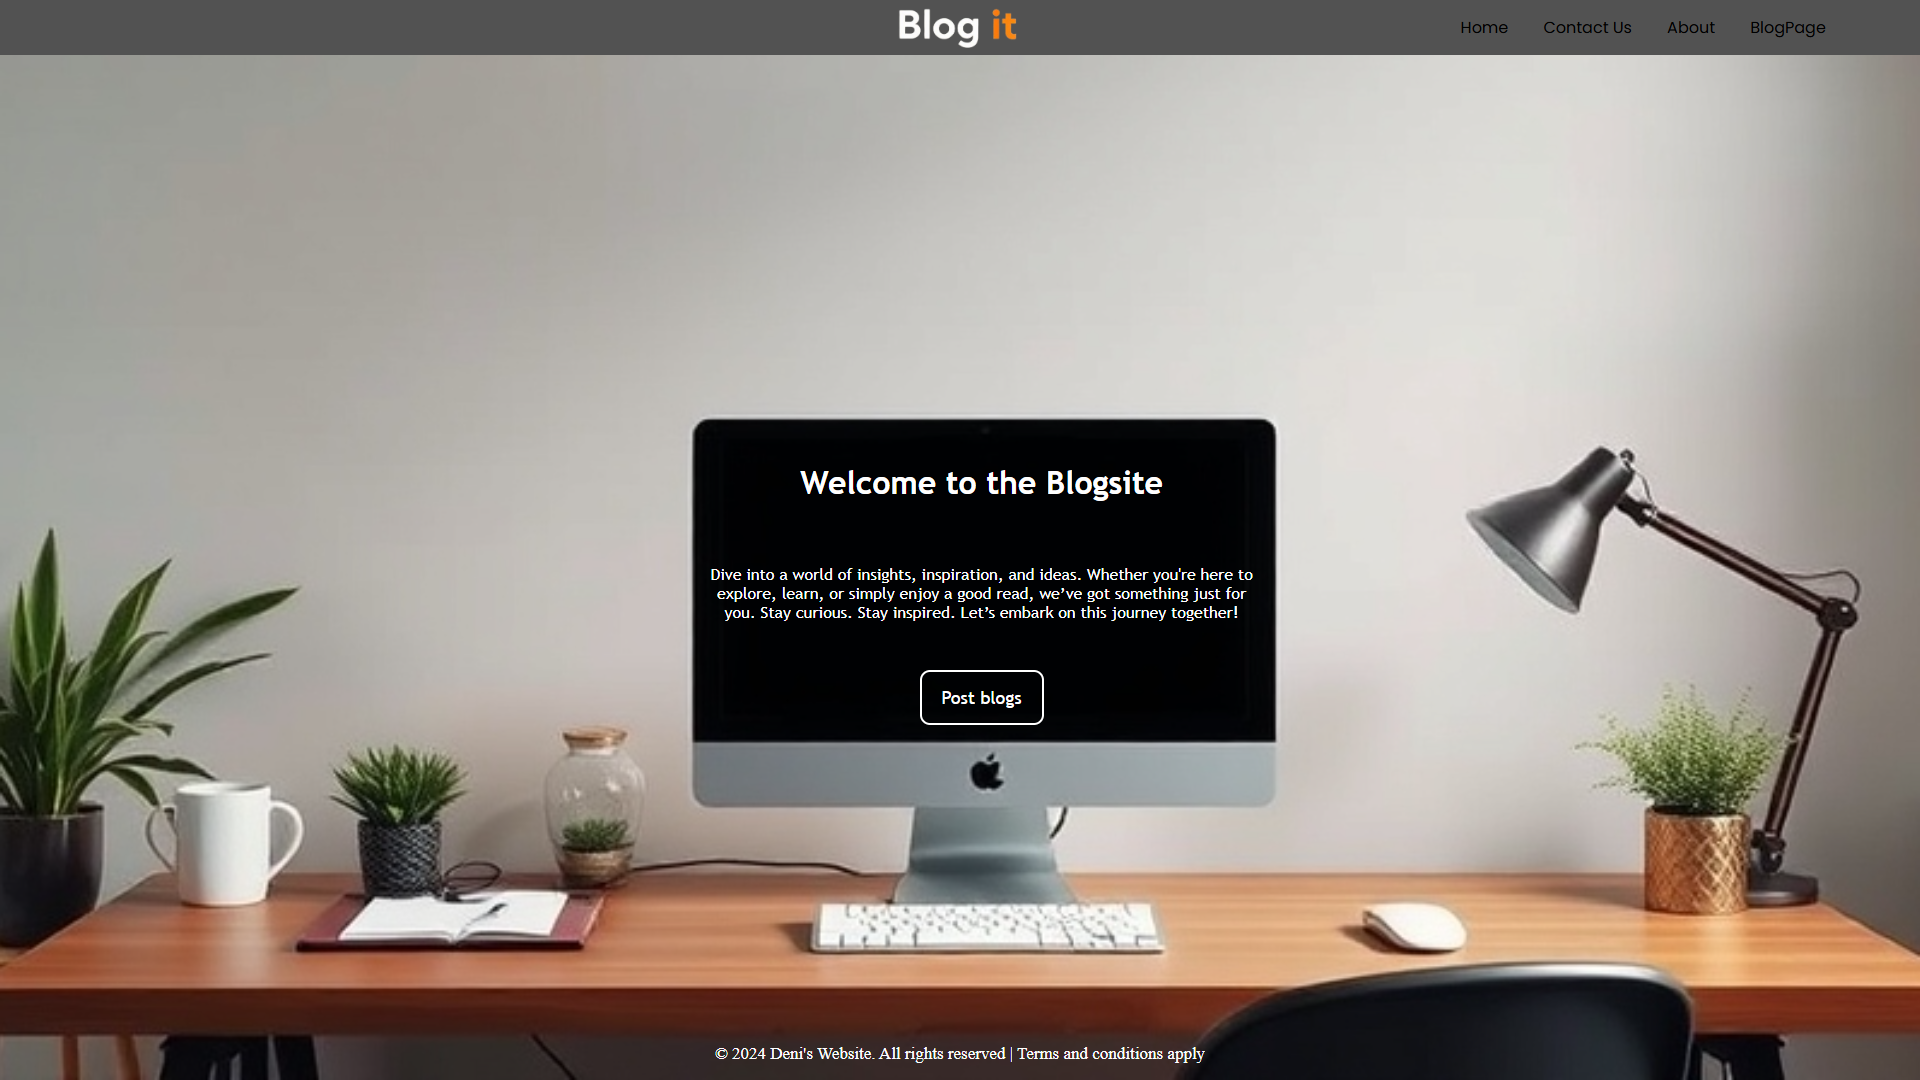 Blog it
Home Contact Us About BlogPage
Welcome to the Blogsite
Dive into a world of insights, inspiration, and ideas. Whether you're here to
explore, learn, or simply enjoy a good read, we’ve got something just for
you. Stay curious. Stay inspired. Let’s embark on this journey together!
Post blogs
© 2024 Deni's Website. All rights reserved | Terms and conditions apply